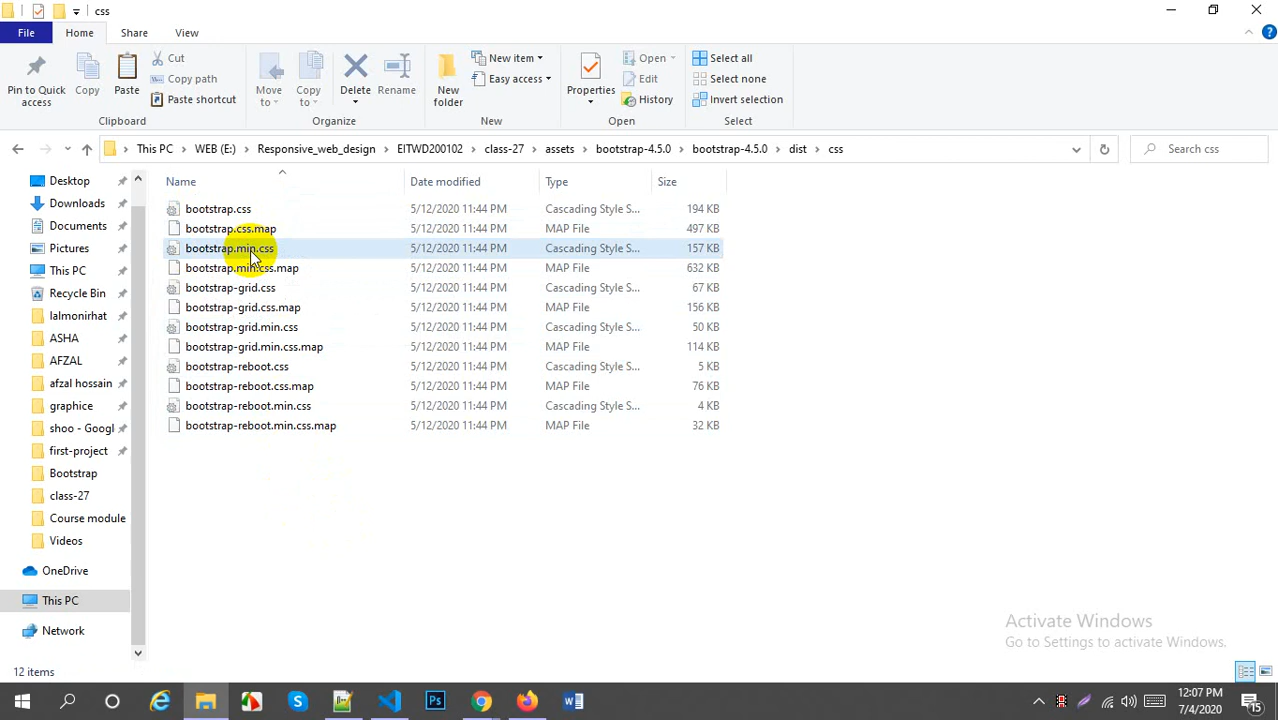 css
File Home Share View
Pin to Quick access
Copy
Paste
Cut
Copy path
Paste shortcut
Clipboard
Move to
Copy to
Delete
Rename
Organize
New folder
New item
Easy access
New
Properties
Open
Edit
History
Open
Select all
Select none
Invert selection
Select
This PC > WEB (E:) > Responsive_web_design > EITWD200102 > class-27 > assets > bootstrap-4.5.0 > bootstrap-4.5.0 > dist > css
Search css
Desktop
Downloads
Documents
Pictures
This PC
Recycle Bin
lalmonirhat
ASHA
AFZAL
afzal hossain
graphice
shoo - Googl
first-project
Bootstrap
class-27
Course module
Videos
OneDrive
This PC
Network
Name Date modified Type Size
bootstrap.css 5/12/2020 11:44 PM Cascading Style S... 194 KB
bootstrap.css.map 5/12/2020 11:44 PM MAP File 497 KB
bootstrap.min.css 5/12/2020 11:44 PM Cascading Style S... 157 KB
bootstrap.min.css.map 5/12/2020 11:44 PM MAP File 632 KB
bootstrap-grid.css 5/12/2020 11:44 PM Cascading Style S... 67 KB
bootstrap-grid.css.map 5/12/2020 11:44 PM MAP File 156 KB
bootstrap-grid.min.css 5/12/2020 11:44 PM Cascading Style S... 50 KB
bootstrap-grid.min.css.map 5/12/2020 11:44 PM MAP File 114 KB
bootstrap-reboot.css 5/12/2020 11:44 PM Cascading Style S... 5 KB
bootstrap-reboot.css.map 5/12/2020 11:44 PM MAP File 76 KB
bootstrap-reboot.min.css 5/12/2020 11:44 PM Cascading Style S... 4 KB
bootstrap-reboot.min.css.map 5/12/2020 11:44 PM MAP File 32 KB
Activate Windows
Go to Settings to activate Windows.
12 items
Ps
12:07 PM
7/4/2020
15